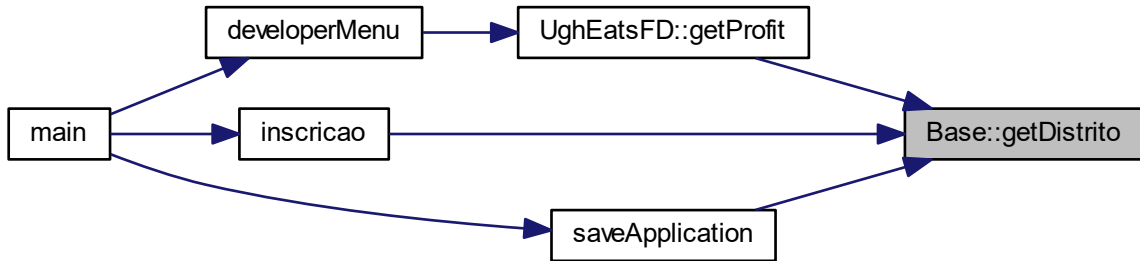 developerMenu
UghEatsFD::getProfit
main
inscricao
Base::getDistrito
saveApplication